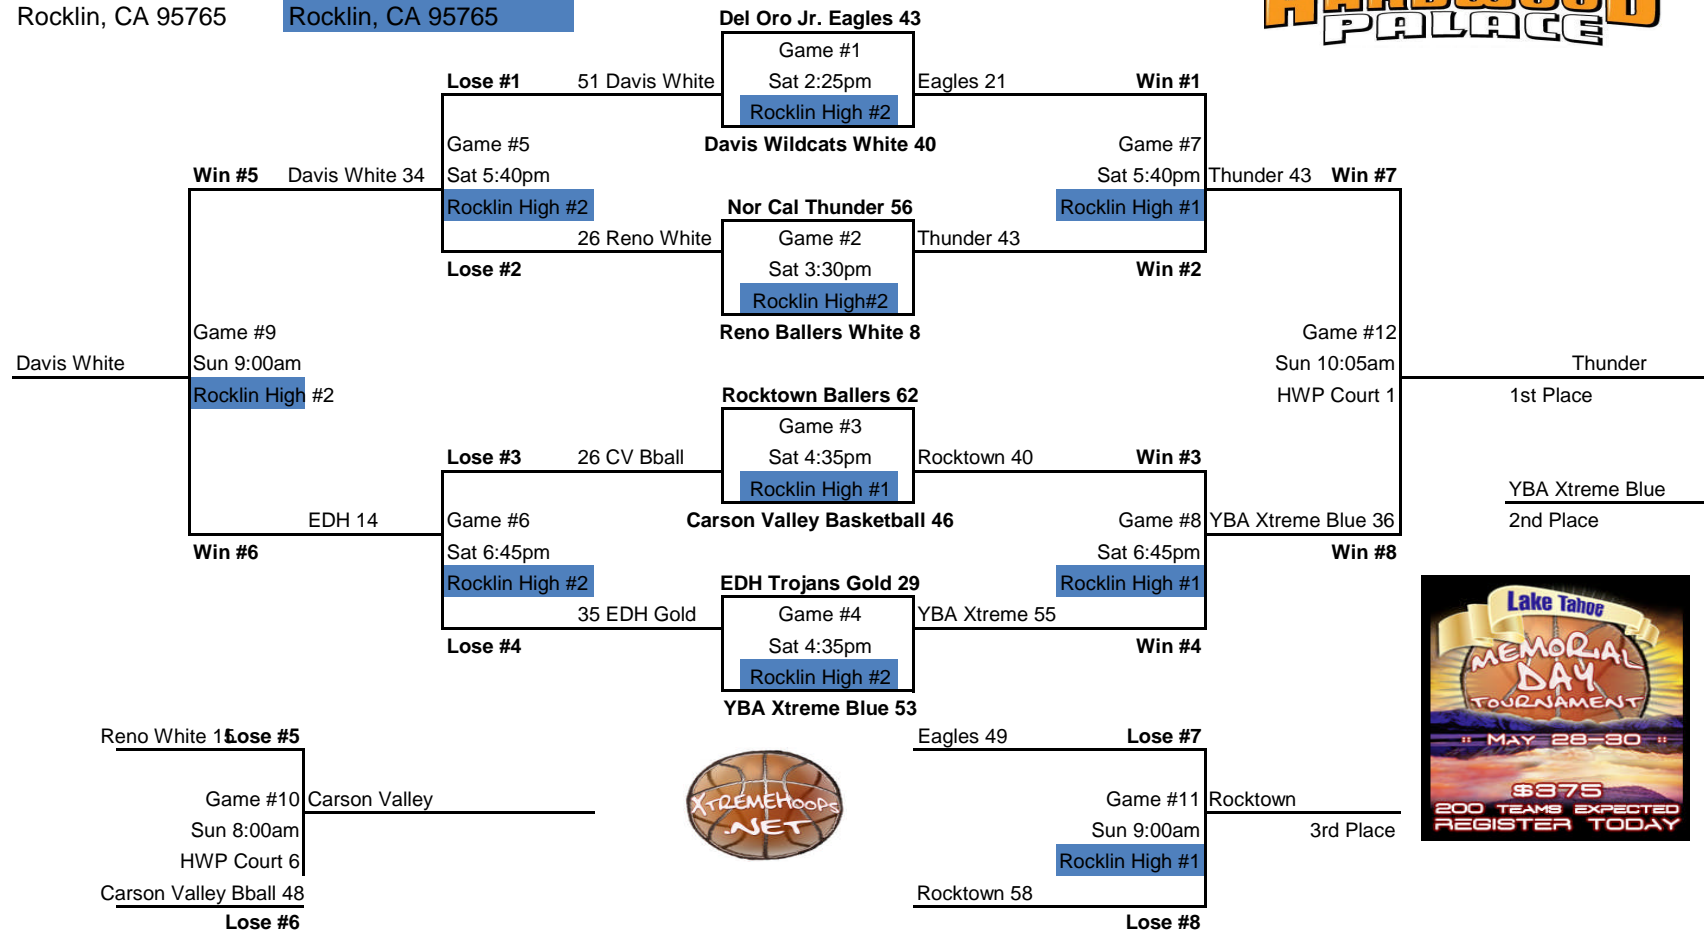 Rocklin, CA 95765
Rocklin, CA 95765
HARDWOOD
PALACE
Del Oro Jr. Eagles 43
Game #1
Lose #1
51 Davis White
Sat 2:25pm
Eagles 21
Win #1
Rocklin High #2
Game #5
Davis Wildcats White 40
Game #7
Win #5
Davis White 34
Sat 5:40pm
Sat 5:40pm
Thunder 43
Win #7
Rocklin High #2
Nor Cal Thunder 56
Rocklin High #1
26 Reno White
Game #2
Thunder 43
Lose #2
Sat 3:30pm
Win #2
Rocklin High#2
Game #9
Reno Ballers White 8
Game #12
Davis White
Sun 9:00am
Sun 10:05am
Thunder
Rocklin High #2
Rocktown Ballers 62
HWP Court 1
1st Place
Game #3
Lose #3
26 CV Bball
Sat 4:35pm
Rocktown 40
Win #3
Rocklin High #1
YBA Xtreme Blue
EDH 14
Game #6
Carson Valley Basketball 46
Game #8
YBA Xtreme Blue 36
2nd Place
Win #6
Sat 6:45pm
Sat 6:45pm
Win #8
Rocklin High #2
EDH Trojans Gold 29
Rocklin High #1
35 EDH Gold
Game #4
YBA Xtreme 55
Lose #4
Sat 4:35pm
Win #4
Rocklin High #2
YBA Xtreme Blue 53
Lake Tahoe
MEMORIAL
DAY
TOURNAMENT
MAY 28-30
$375
200 TEAMS EXPECTED
REGISTER TODAY
Reno White 15
Lose #5
Eagles 49
Lose #7
Game #10
Carson Valley
XTREMEHOOPS
.NET
Game #11
Rocktown
Sun 8:00am
Sun 9:00am
3rd Place
HWP Court 6
Rocklin High #1
Carson Valley Bball 48
Rocktown 58
Lose #6
Lose #8